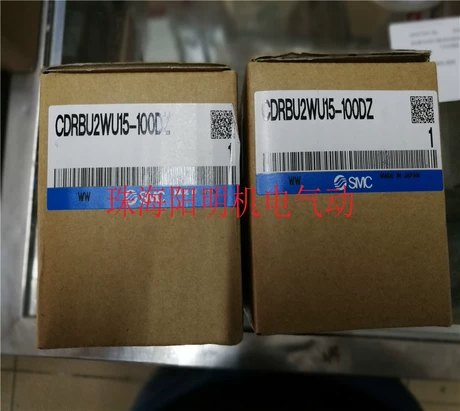 CDRBU2WU15-100DZ
1
WW
SMC
CDRBU2WU15-100DZ
1
WW
SMC
MADE IN JAPAN
珠海阳明机电气动